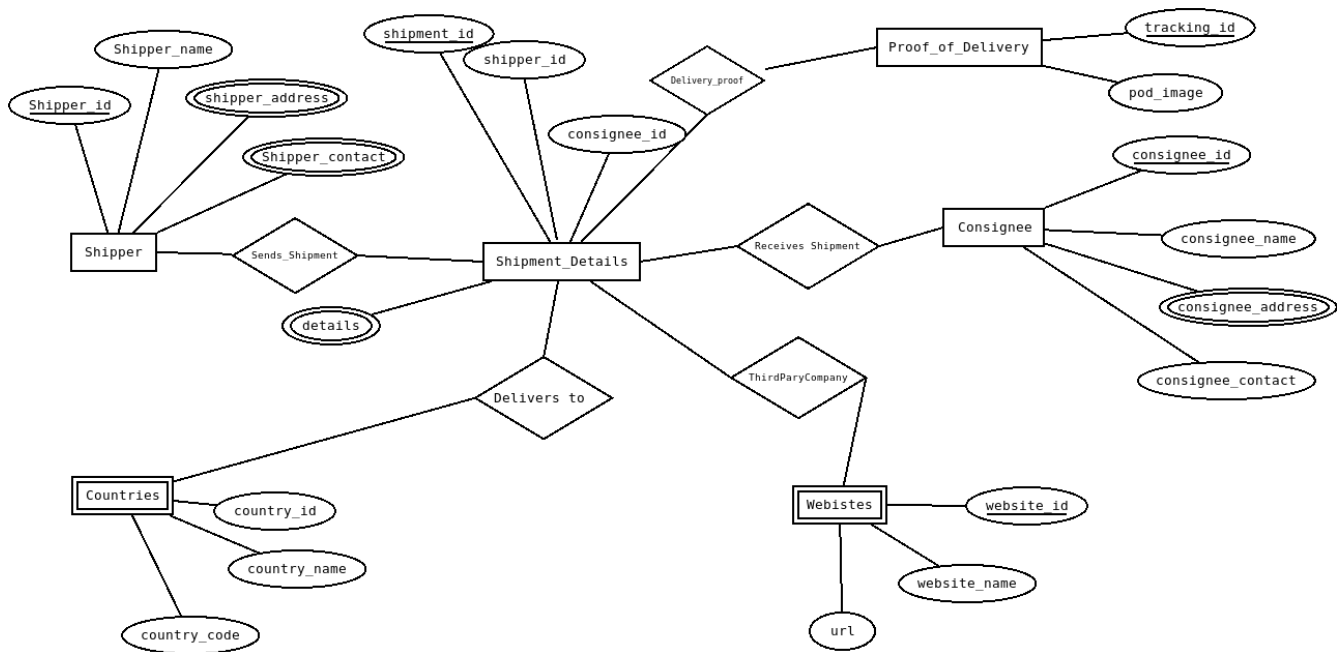 shipment_id
tracking_id
Shipper_name
shipper_id
Proof_of_Delivery
Delivery_proof
pod_image
shipper_address
Shipper_id
consignee_id
Shipper_contact
consignee_id
Consignee
consignee_name
Shipper
Sends_Shipment
Shipment_Details
Receives Shipment
consignee_address
details
ThirdParyCompany
consignee_contact
Delivers to
Countries
country_id
Webistes
website_id
country_name
website_name
country_code
url